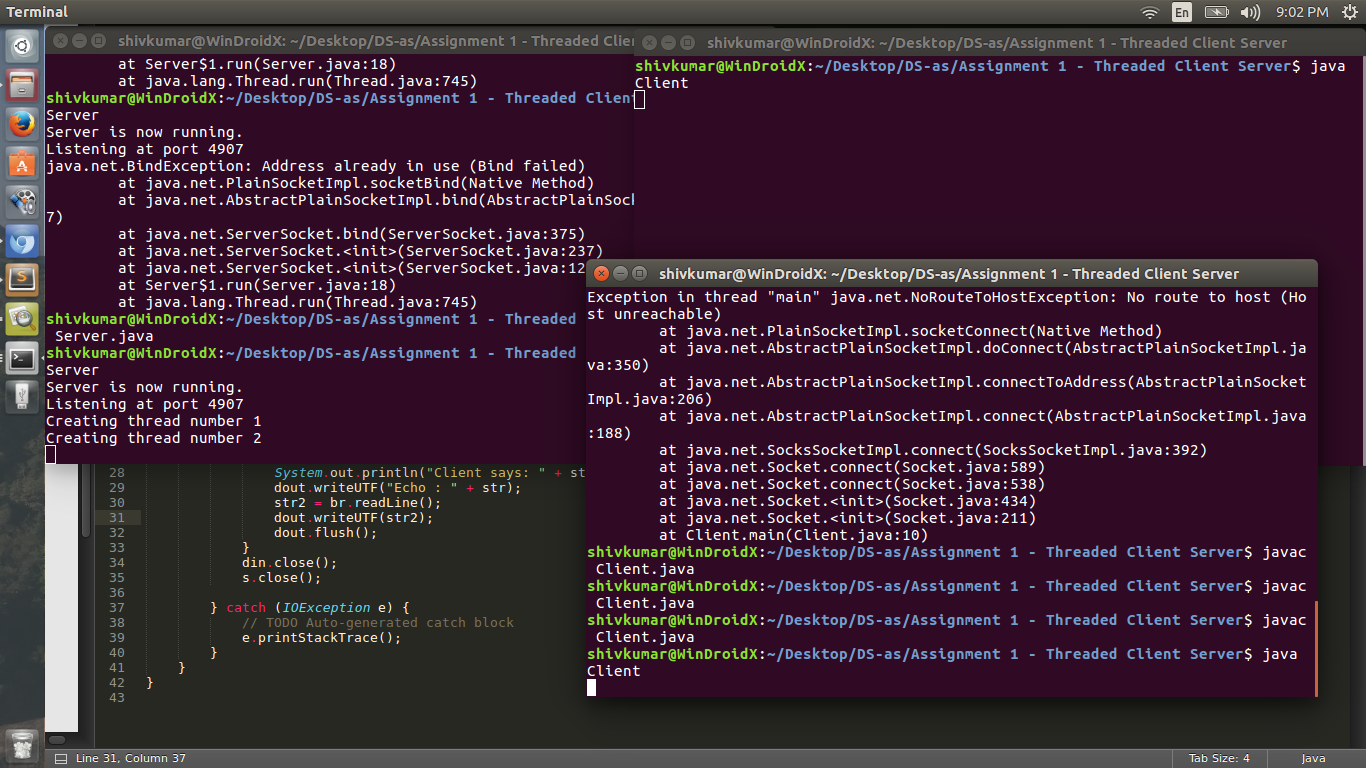 Terminal
En
9:02 PM
shivkumar@WinDroidX: ~/Desktop/DS-as/Assignment 1 - Threaded Clie
at Server$1.run(Server.java:18)
at java.lang.Thread.run(Thread.java:745)
shivkumar@WinDroidX:~/Desktop/DS-as/Assignment 1 - Threaded Clien
Server
Server is now running.
Listening at port 4907
java.net.BindException: Address already in use (Bind failed)
at java.net.PlainSocketImpl.socketBind(Native Method)
at java.net.AbstractPlainSocketImpl.bind(AbstractPlainSock
7)
at java.net.ServerSocket.bind(ServerSocket.java:375)
at java.net.ServerSocket.<init>(ServerSocket.java:237)
at java.net.ServerSocket.<init>(ServerSocket.java:12
at Server$1.run(Server.java:18)
at java.lang.Thread.run(Thread.java:745)
shivkumar@WinDroidX:~/Desktop/DS-as/Assignment 1 - Threaded
Server.java
shivkumar@WinDroidX:~/Desktop/DS-as/Assignment 1 - Threaded
Server
Server is now running.
Listening at port 4907
Creating thread number 1
Creating thread number 2
shivkumar@WinDroidX: ~/Desktop/DS-as/Assignment 1 - Threaded Client Server
shivkumar@WinDroidX:~/Desktop/DS-as/Assignment 1 - Threaded Client Server$ java
Client
shivkumar@WinDroidX: ~/Desktop/DS-as/Assignment 1 - Threaded Client Server
Exception in thread "main" java.net.NoRouteToHostException: No route to host (Ho
st unreachable)
at java.net.PlainSocketImpl.socketConnect(Native Method)
at java.net.AbstractPlainSocketImpl.doConnect(AbstractPlainSocketImpl.ja
va:350)
at java.net.AbstractPlainSocketImpl.connectToAddress(AbstractPlainSocket
Impl.java:206)
at java.net.AbstractPlainSocketImpl.connect(AbstractPlainSocketImpl.java
:188)
at java.net.SocksSocketImpl.connect(SocksSocketImpl.java:392)
at java.net.Socket.connect(Socket.java:589)
at java.net.Socket.connect(Socket.java:538)
at java.net.Socket.<init>(Socket.java:434)
at java.net.Socket.<init>(Socket.java:211)
at Client.main(Client.java:10)
shivkumar@WinDroidX:~/Desktop/DS-as/Assignment 1 - Threaded Client Server$ javac
Client.java
shivkumar@WinDroidX:~/Desktop/DS-as/Assignment 1 - Threaded Client Server$ javac
Client.java
shivkumar@WinDroidX:~/Desktop/DS-as/Assignment 1 - Threaded Client Server$ javac
Client.java
shivkumar@WinDroidX:~/Desktop/DS-as/Assignment 1 - Threaded Client Server$ java
Client
28 System.out.println("Client says: " + st
29 dout.writeUTF("Echo : " + str);
30 str2 = br.readLine();
31 dout.writeUTF(str2);
32 dout.flush();
33 }
34 din.close();
35 s.close();
36
37 } catch (IOException e) {
38 // TODO Auto-generated catch block
39 e.printStackTrace();
40 }
41 }
42 }
43
Line 31, Column 37
Tab Size: 4
Java